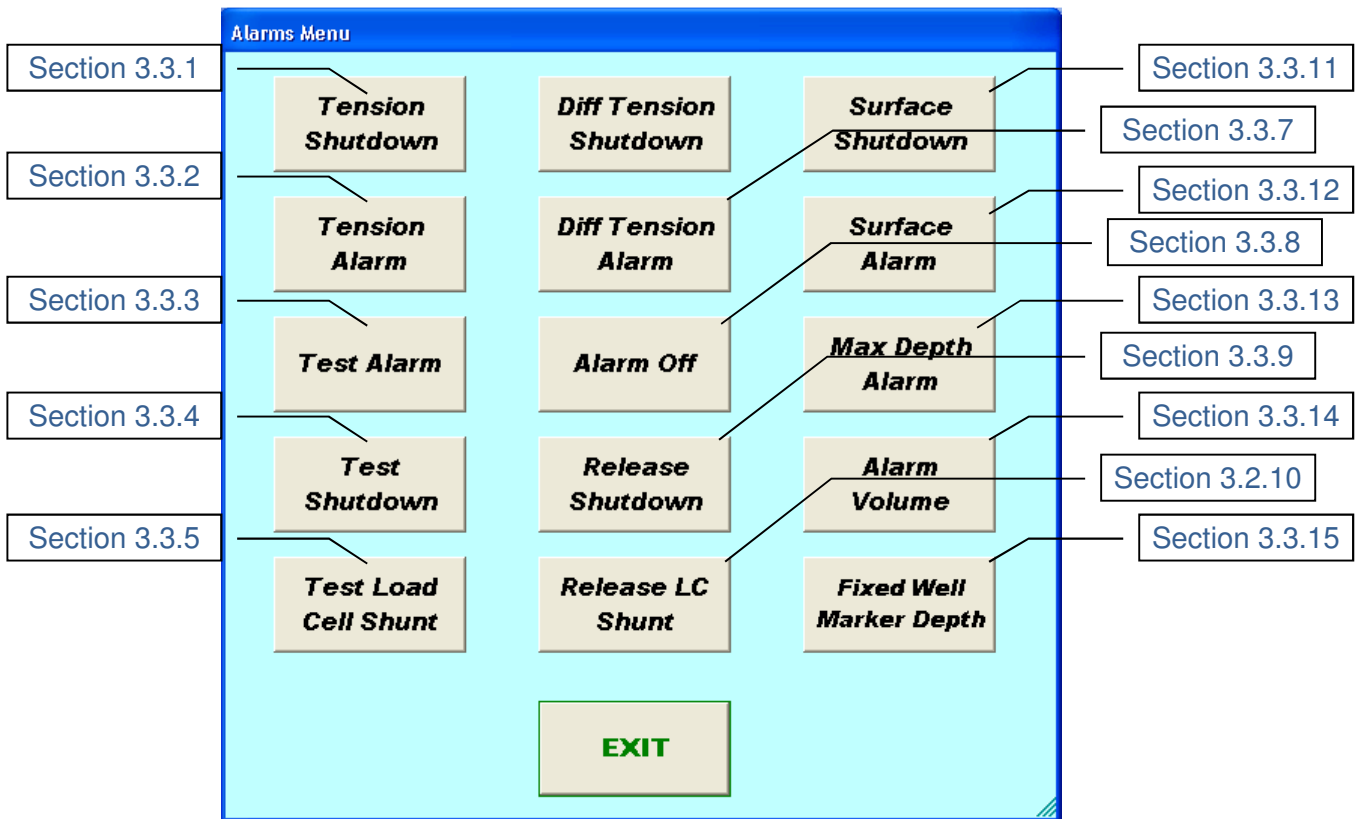 Alarms Menu
Section 3.3.1
Tension
Shutdown
Diff Tension
Shutdown
Surface
Shutdown
Section 3.3.11
Section 3.3.7
Section 3.3.2
Tension
Alarm
Diff Tension
Alarm
Surface
Alarm
Section 3.3.12
Section 3.3.8
Section 3.3.3
Test Alarm
Alarm Off
Max Depth
Alarm
Section 3.3.13
Section 3.3.9
Section 3.3.4
Test
Shutdown
Release
Shutdown
Alarm
Volume
Section 3.3.14
Section 3.2.10
Section 3.3.5
Test Load
Cell Shunt
Release LC
Shunt
Fixed Well
Marker Depth
Section 3.3.15
EXIT